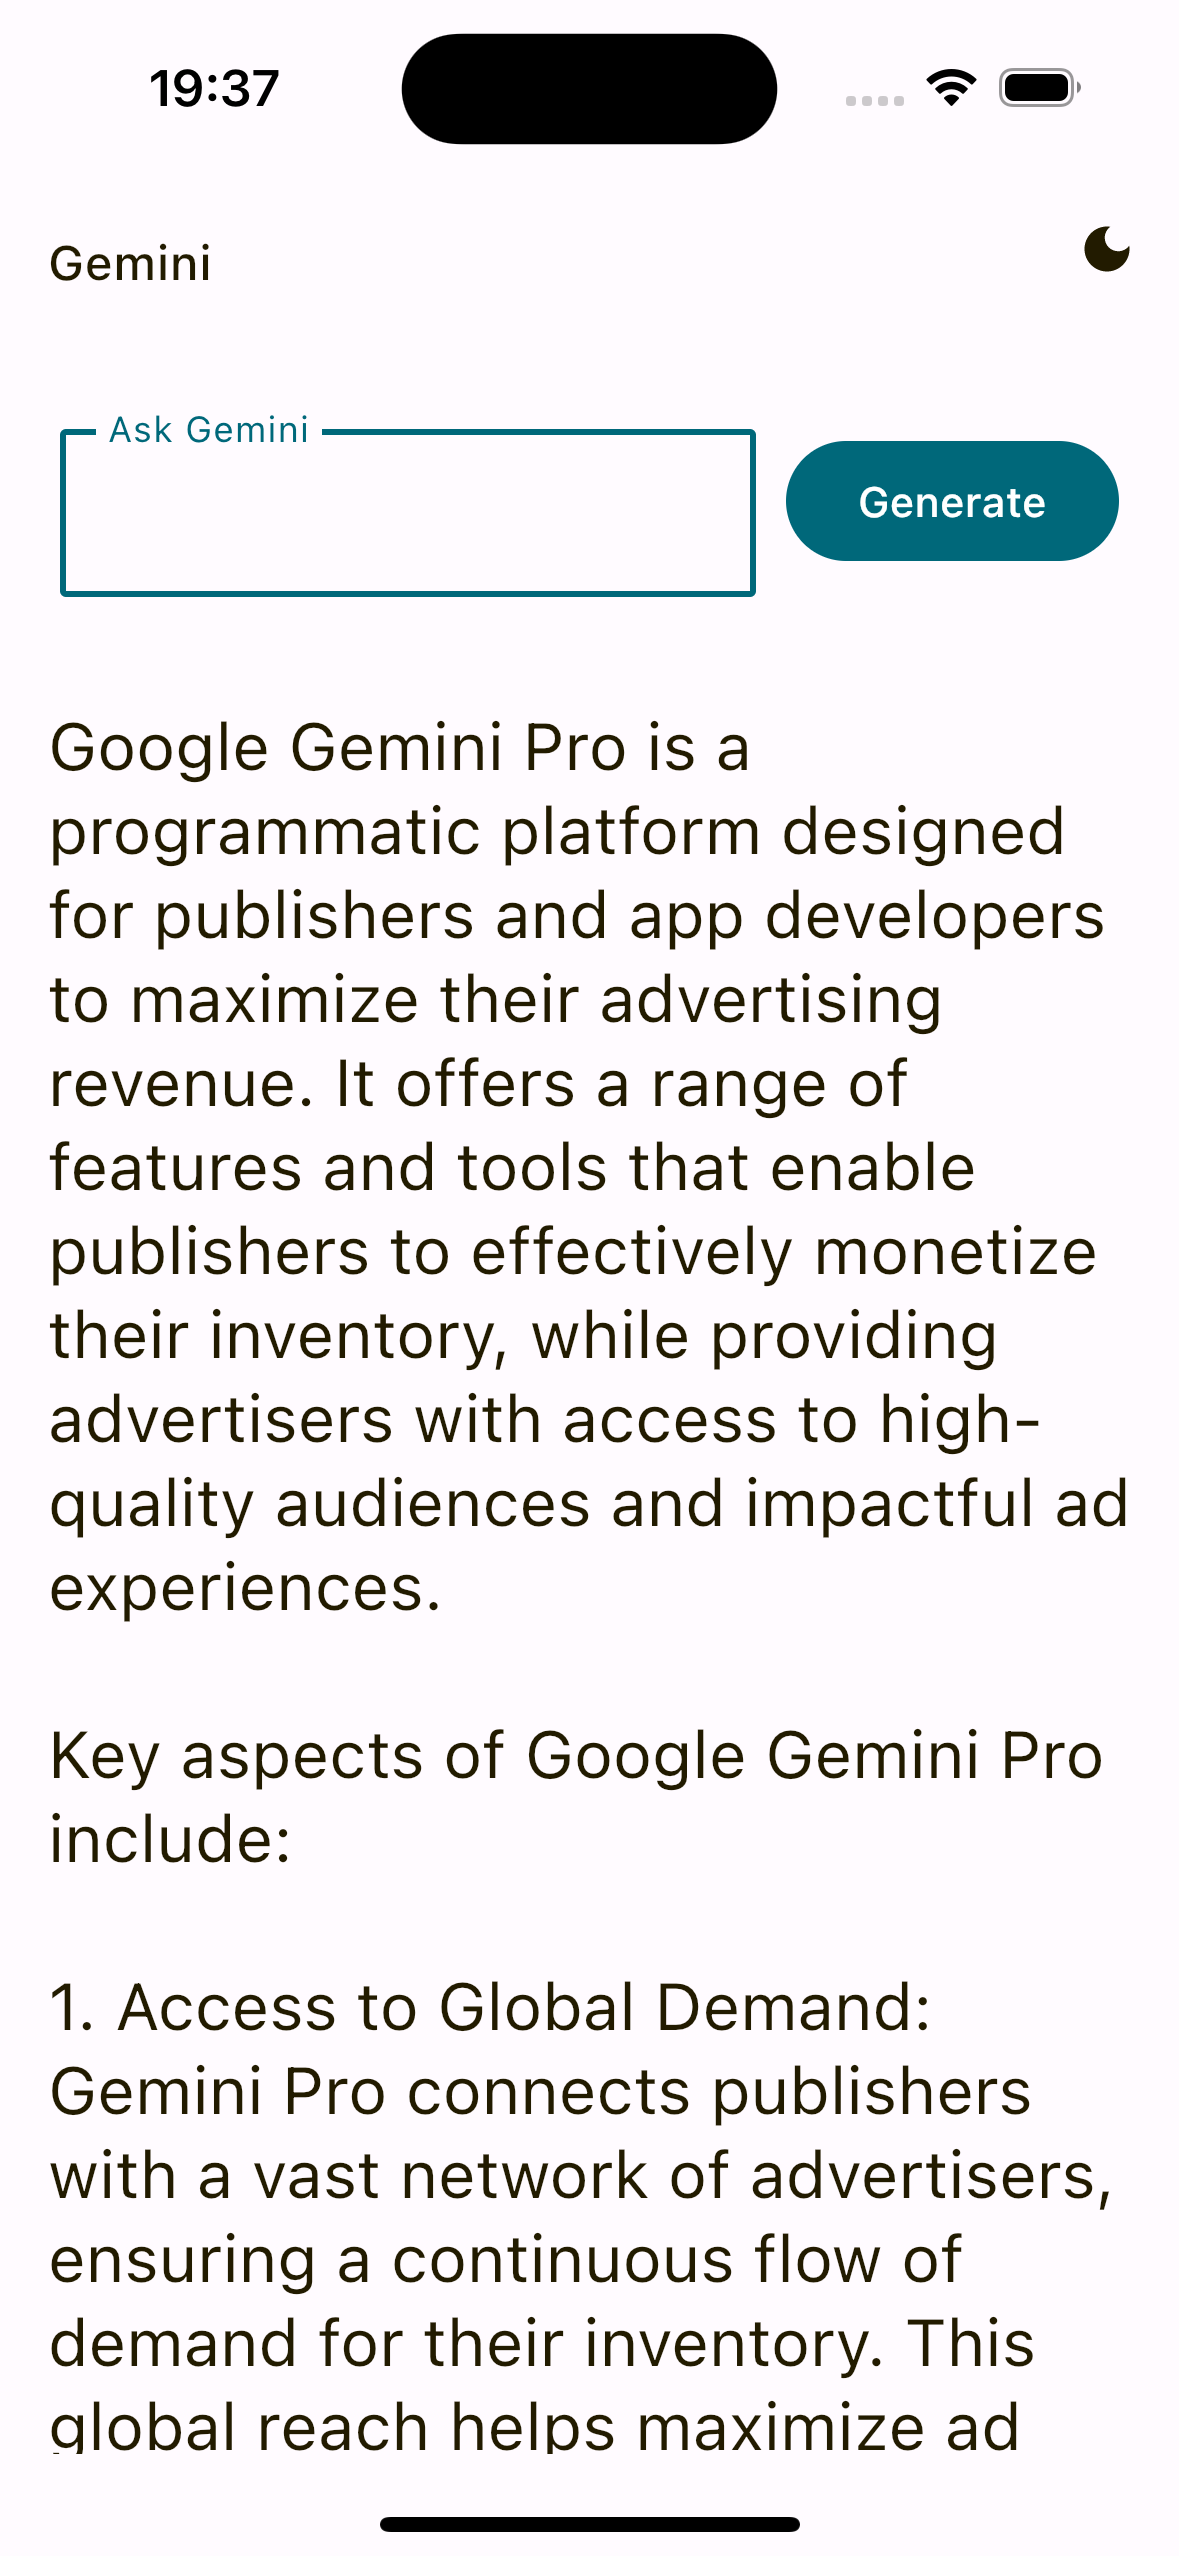 19:37
Gemini
Ask Gemini
Generate
Google Gemini Pro is a
programmatic platform designed
for publishers and app developers
to maximize their advertising
revenue. It offers a range of
features and tools that enable
publishers to effectively monetize
their inventory, while providing
advertisers with access to high-
quality audiences and impactful ad
experiences.
Key aspects of Google Gemini Pro
include:
1. Access to Global Demand:
Gemini Pro connects publishers
with a vast network of advertisers,
ensuring a continuous flow of
demand for their inventory. This
global reach helps maximize ad